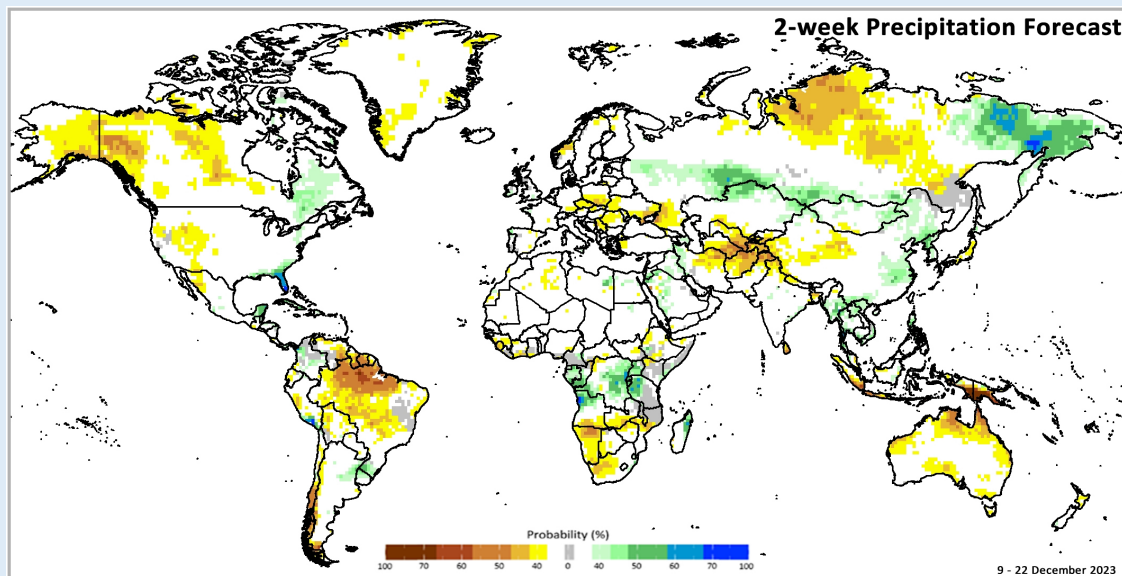 2-week Precipitation Forecast
Probability (%)
100 70 60 50 40 0 40 50 60 70 100
9 - 22 December 2023